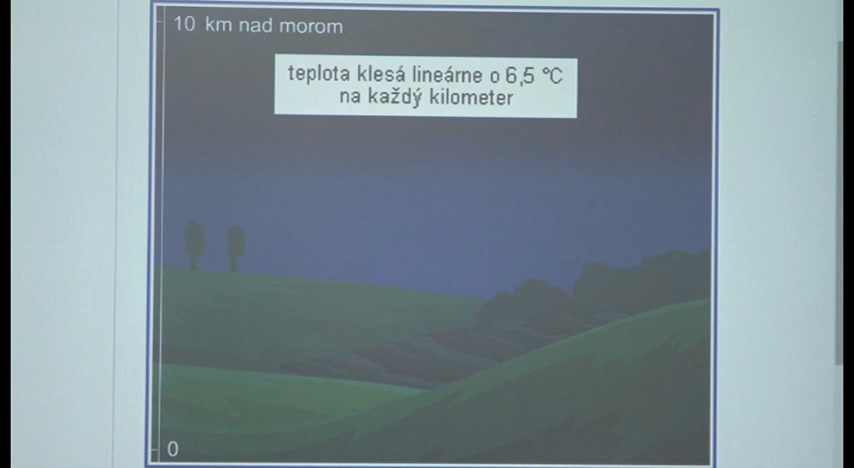 10 km nad morom
teplota klesá lineárne o 6,5 °C
na každý kilometer
0